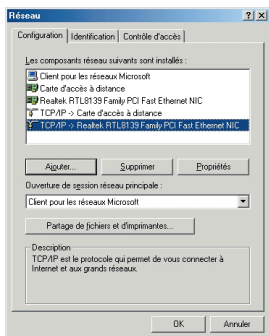 Réseau
Configuration Identification Contrôle d'accès
Les composants réseau suivants sont installés :
Client pour les réseaux Microsoft
Carte d'accès à distance
Realtek RTL8139 Family PCI Fast Ethernet NIC
TCP/IP -> Carte d'accès à distance
TCP/IP -> Realtek RTL8139 Family PCI Fast Ethernet NIC
Ajouter... Supprimer Propriétés
Ouverture de session réseau principale :
Client pour les réseaux Microsoft
Partage de fichiers et d'imprimantes...
Description
TCP/IP est le protocole qui permet de vous connecter à
Internet et aux grands réseaux.
OK Annuler